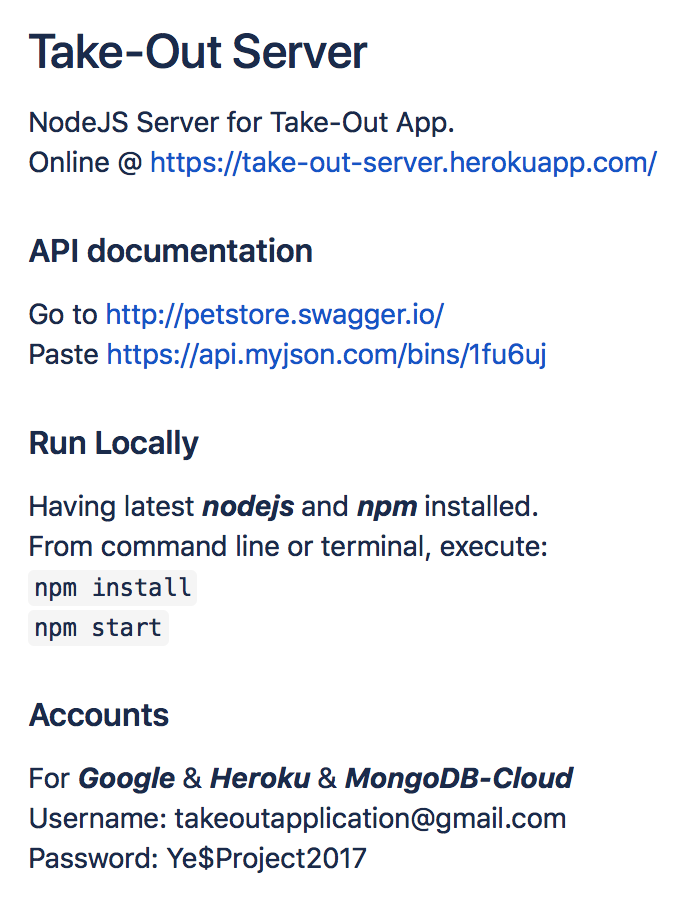 Take-Out Server
NodeJS Server for Take-Out App.
Online @ https://take-out-server.herokuapp.com/
API documentation
Go to http://petstore.swagger.io/
Paste https://api.myjson.com/bins/1fu6uj
Run Locally
Having latest nodejs and npm installed.
From command line or terminal, execute:
npm install
npm start
Accounts
For Google & Heroku & MongoDB-Cloud
Username: takeoutapplication@gmail.com
Password: Ye$Project2017